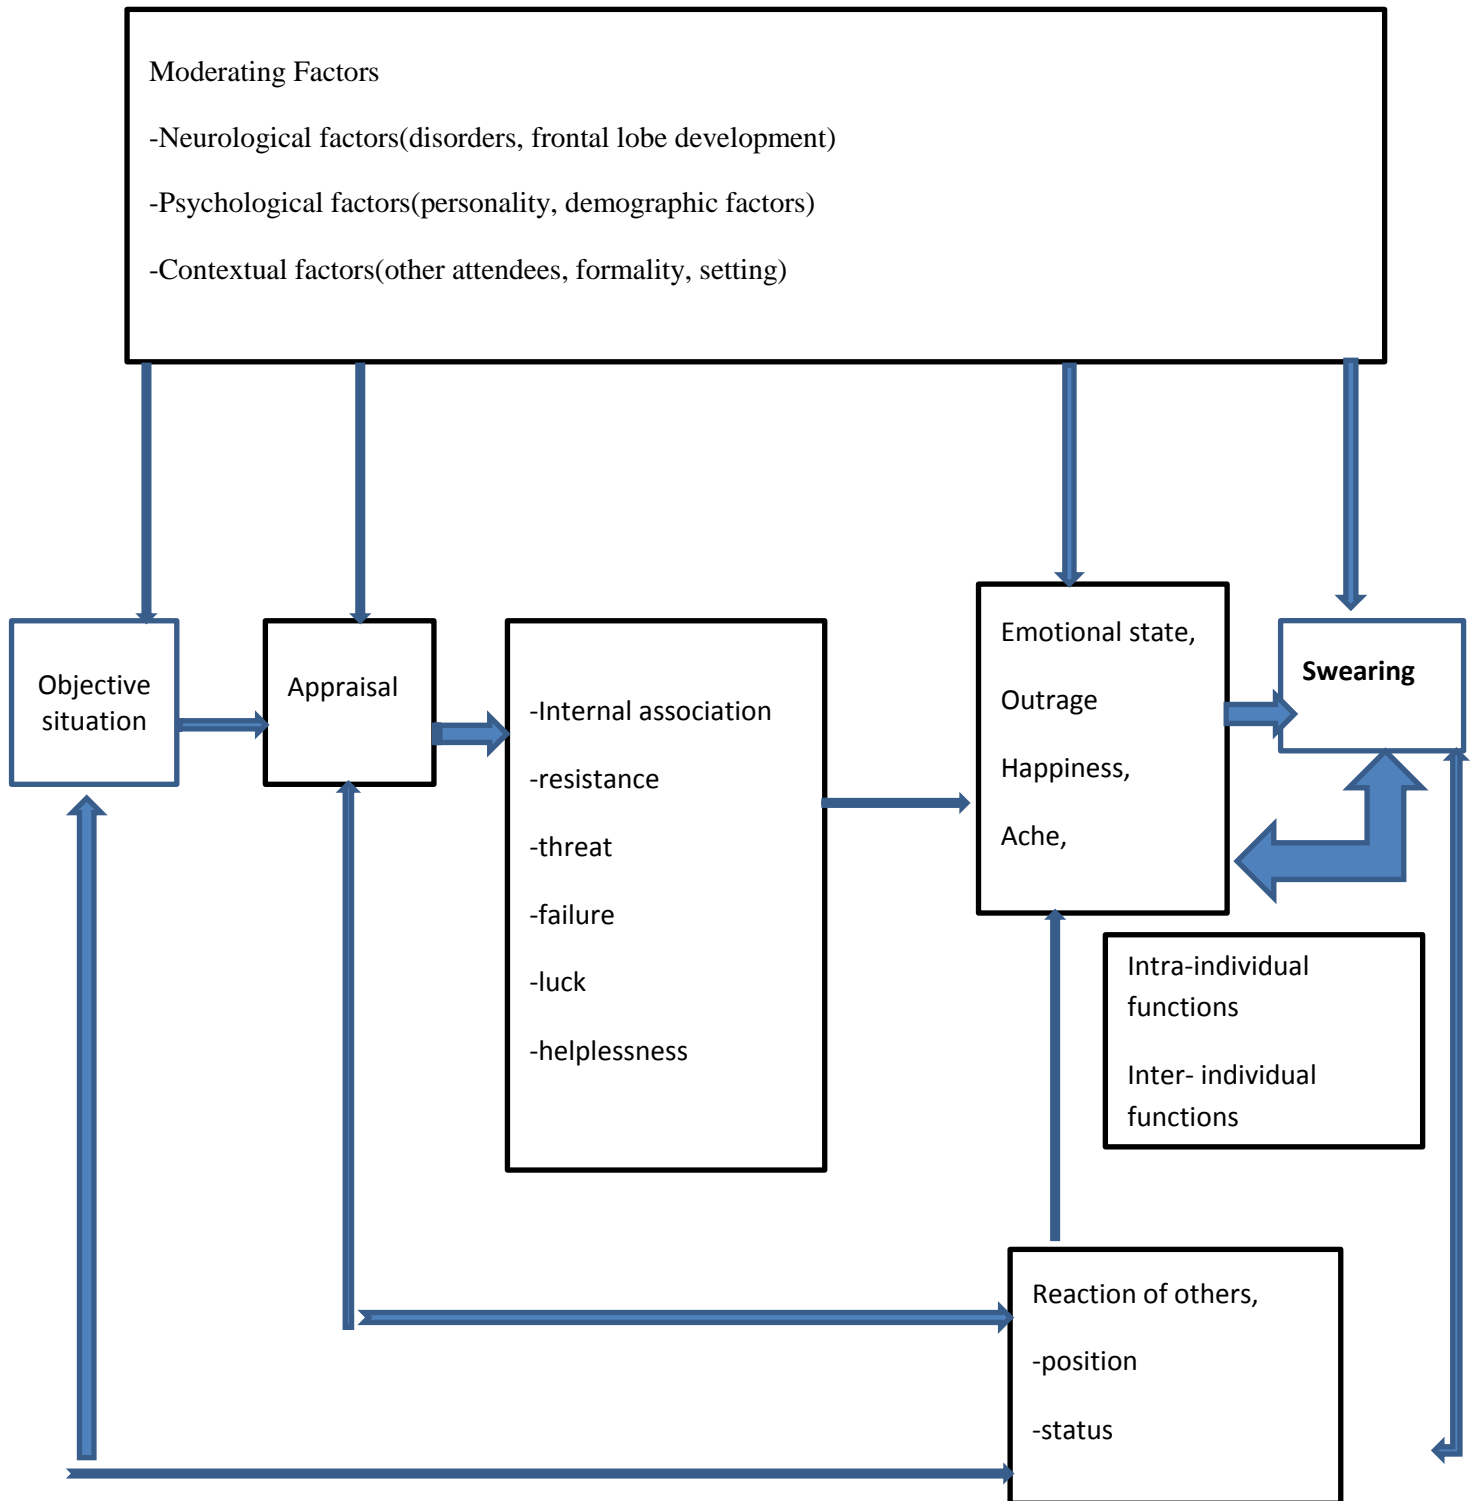 Moderating Factors
-Neurological factors(disorders, frontal lobe development)
-Psychological factors(personality, demographic factors)
-Contextual factors(other attendees, formality, setting)
Objective
situation
Appraisal
-Internal association
-resistance
-threat
-failure
-luck
-helplessness
Emotional state,
Outrage
Happiness,
Ache,
Swearing
Intra-individual
functions
Inter- individual
functions
Reaction of others,
-position
-status